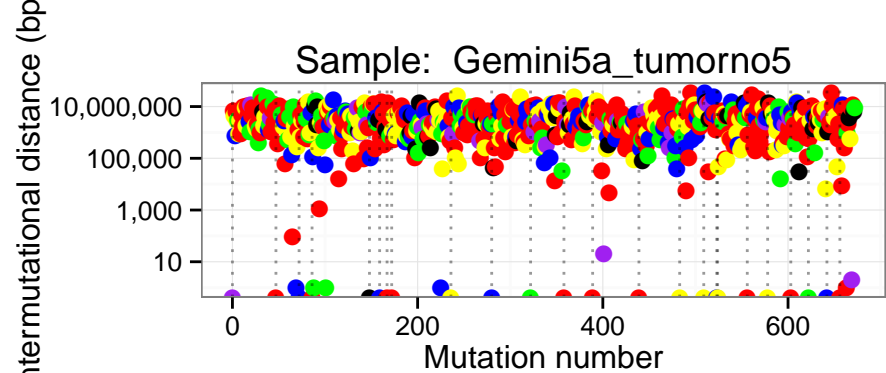 Sample: Gemini5a_tumorno5
ntermutational distance (bp
10,000,000
100,000
1,000
10
0 200 400 600
Mutation number